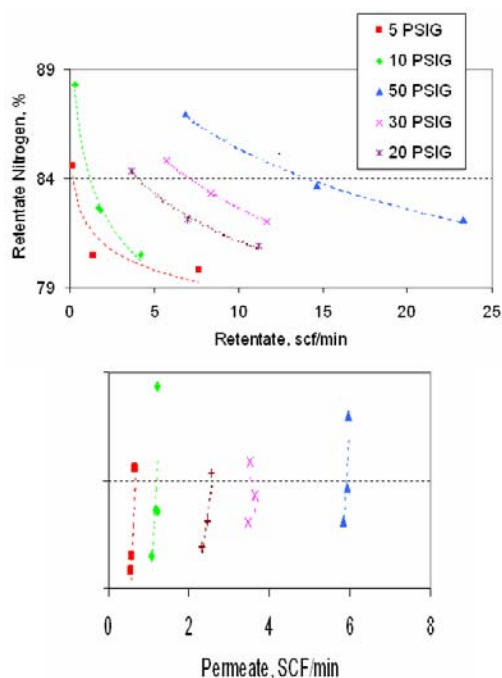 5 PSIG
10 PSIG
50 PSIG
30 PSIG
20 PSIG
Retentate Nitrogen, %
89
84
79
0 5 10 15 20 25
Retentate, scf/min
0 2 4 6 8
Permeate, SCF/min